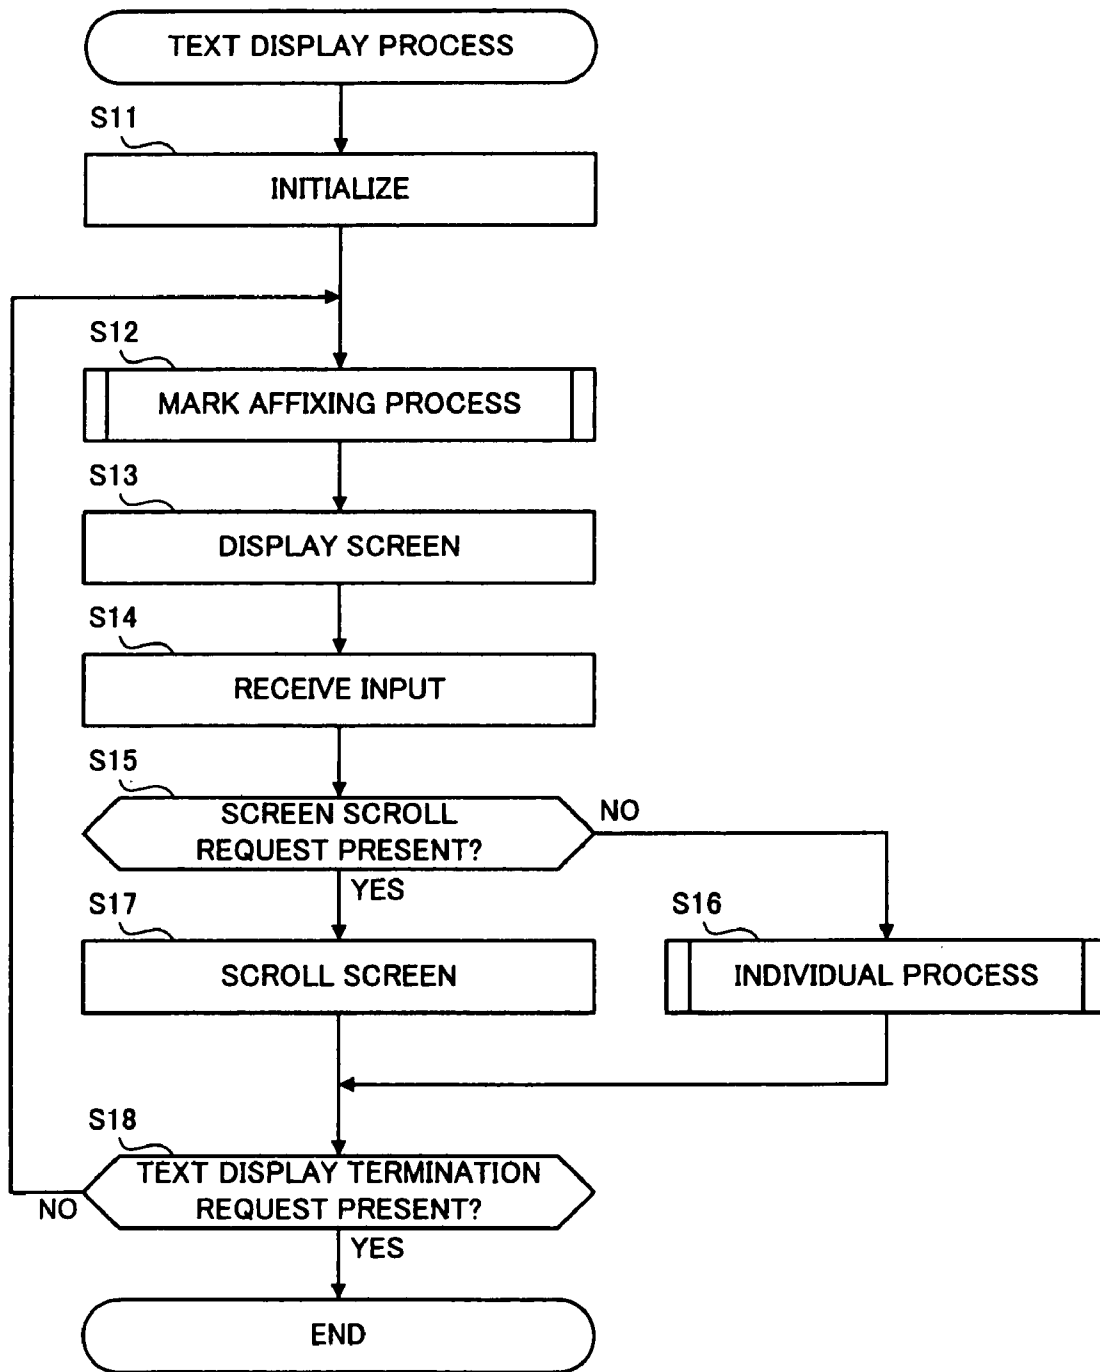 TEXT DISPLAY PROCESS
S11
INITIALIZE
S12
MARK AFFIXING PROCESS
S13
DISPLAY SCREEN
S14
RECEIVE INPUT
S15
SCREEN SCROLL
REQUEST PRESENT?
NO
YES
S17
SCROLL SCREEN
S16
INDIVIDUAL PROCESS
S18
TEXT DISPLAY TERMINATION
REQUEST PRESENT?
NO
YES
END